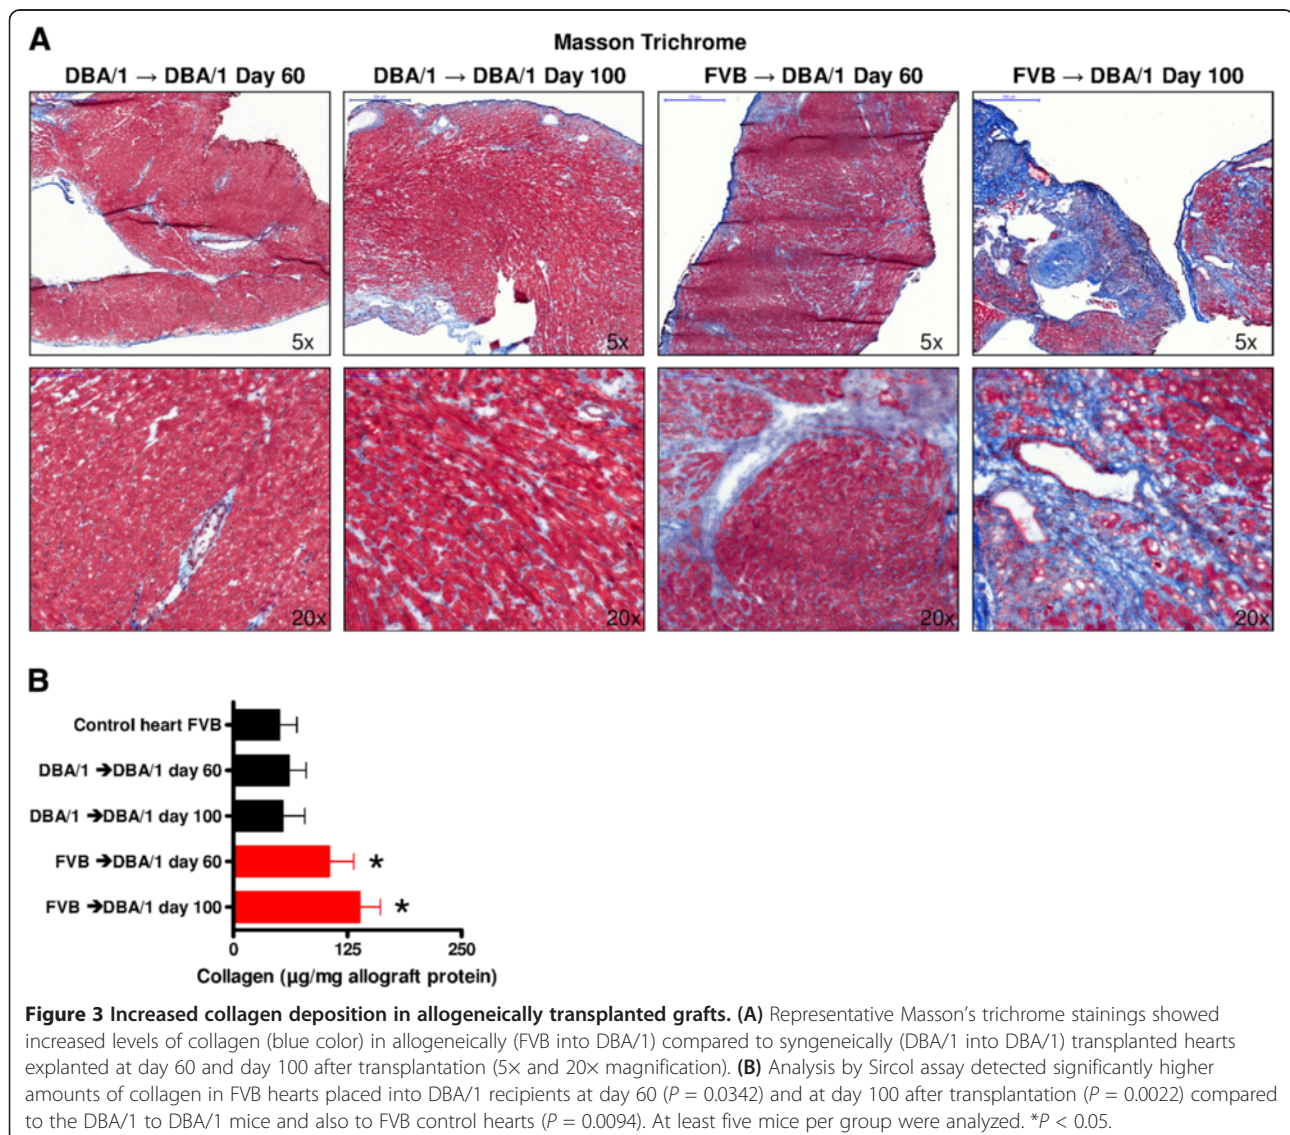 A
Masson Trichrome
DBA/1 → DBA/1 Day 60
DBA/1 → DBA/1 Day 100
FVB → DBA/1 Day 60
FVB → DBA/1 Day 100
5x
5x
5x
5x
20x
20x
20x
20x
B
Control heart FVB
DBA/1 ➔DBA/1 day 60
DBA/1 ➔DBA/1 day 100
FVB ➔DBA/1 day 60
*
FVB ➔DBA/1 day 100
*
0
125
250
Collagen (µg/mg allograft protein)
Figure 3 Increased collagen deposition in allogeneically transplanted grafts. (A) Representative Masson's trichrome stainings showed
increased levels of collagen (blue color) in allogeneically (FVB into DBA/1) compared to syngeneically (DBA/1 into DBA/1) transplanted hearts
explanted at day 60 and day 100 after transplantation (5× and 20× magnification). (B) Analysis by Sircol assay detected significantly higher
amounts of collagen in FVB hearts placed into DBA/1 recipients at day 60 (P = 0.0342) and at day 100 after transplantation (P = 0.0022) compared
to the DBA/1 to DBA/1 mice and also to FVB control hearts (P = 0.0094). At least five mice per group were analyzed. *P < 0.05.